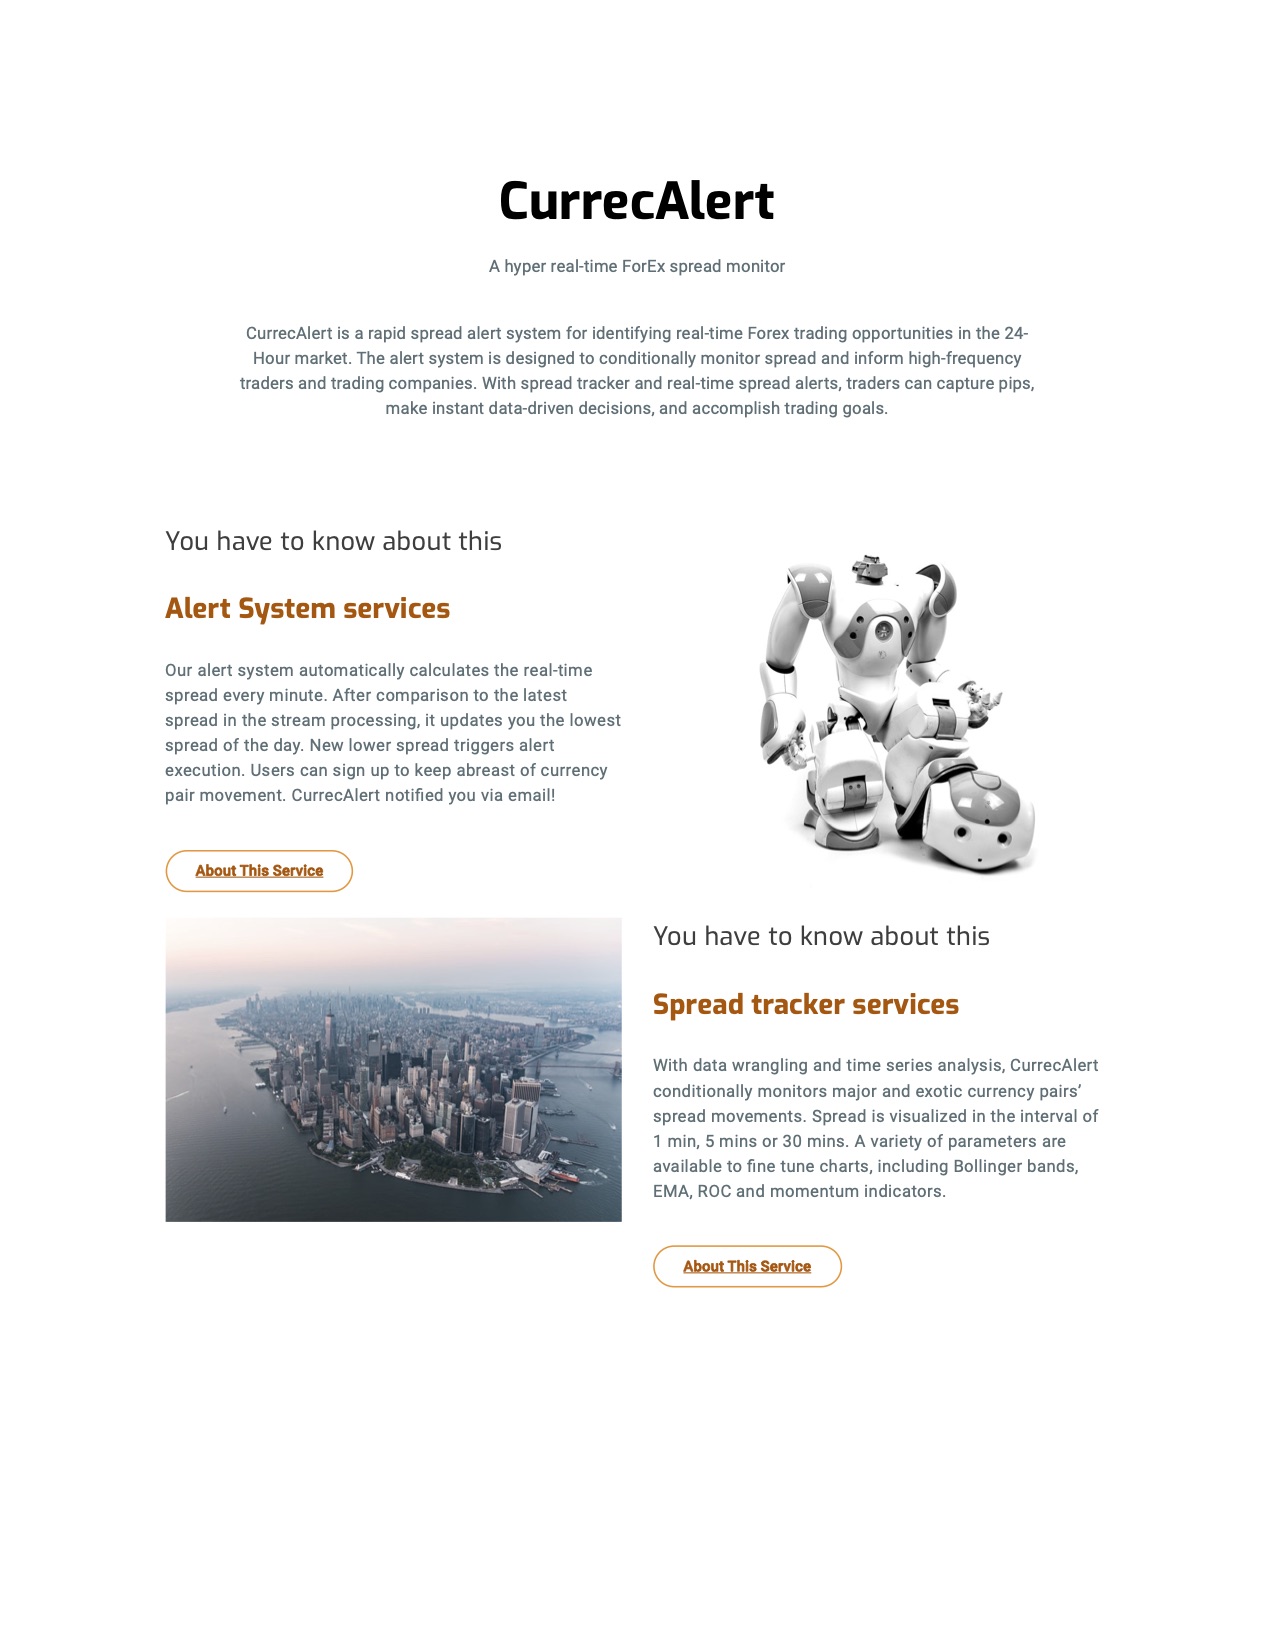 CurrecAlert
A hyper real-time ForEx spread monitor
CurrecAlert is a rapid spread alert system for identifying real-time Forex trading opportunities in the 24-
Hour market. The alert system is designed to conditionally monitor spread and inform high-frequency
traders and trading companies. With spread tracker and real-time spread alerts, traders can capture pips,
make instant data-driven decisions, and accomplish trading goals.
You have to know about this
Alert System services
Our alert system automatically calculates the real-time
spread every minute. After comparison to the latest
spread in the stream processing, it updates you the lowest
spread of the day. New lower spread triggers alert
execution. Users can sign up to keep abreast of currency
pair movement. CurrecAlert notified you via email!
About This Service
You have to know about this
Spread tracker services
With data wrangling and time series analysis, CurrecAlert
conditionally monitors major and exotic currency pairs’
spread movements. Spread is visualized in the interval of
1 min, 5 mins or 30 mins. A variety of parameters are
available to fine tune charts, including Bollinger bands,
EMA, ROC and momentum indicators.
About This Service